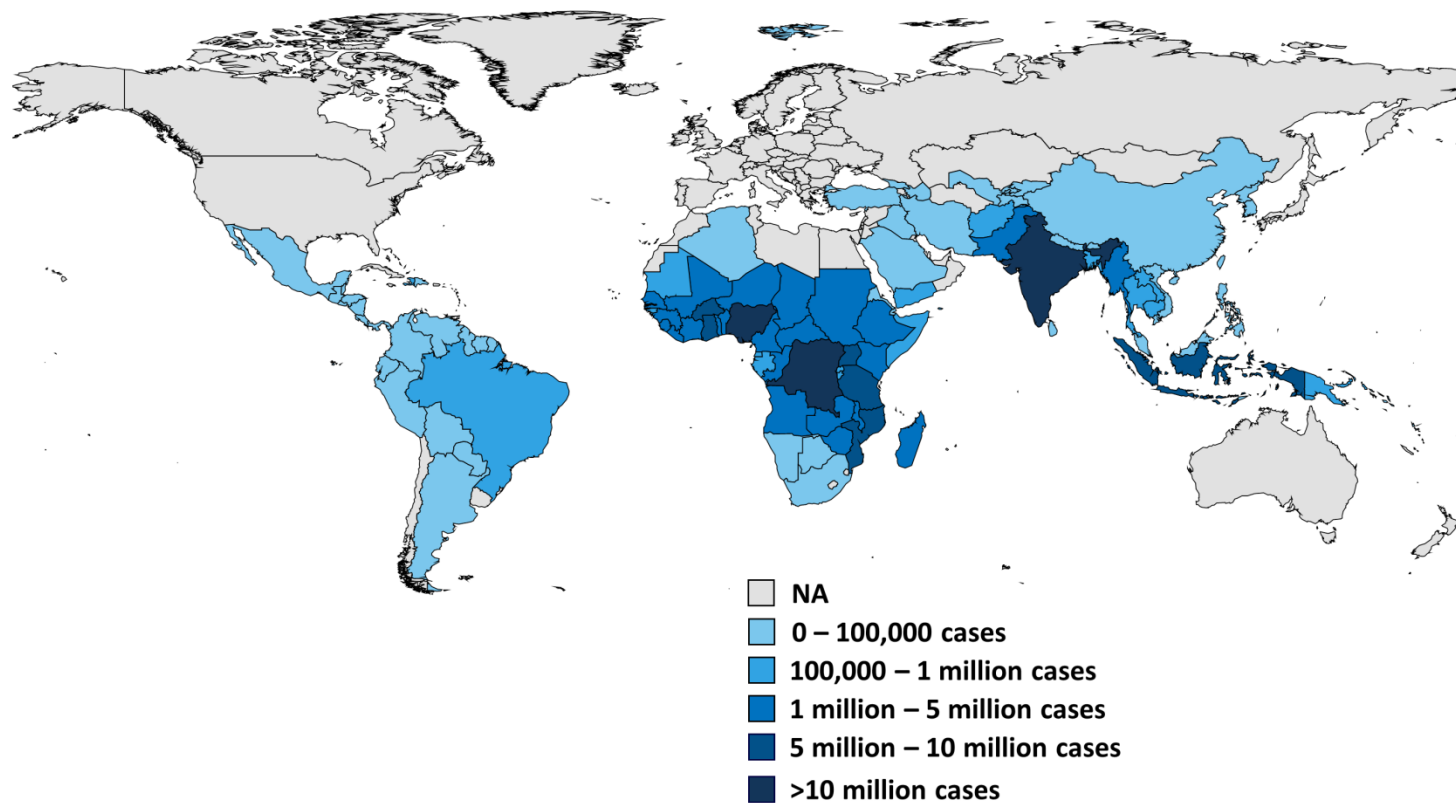 NA
0 – 100,000 cases
100,000 – 1 million cases
1 million – 5 million cases
5 million – 10 million cases
>10 million cases